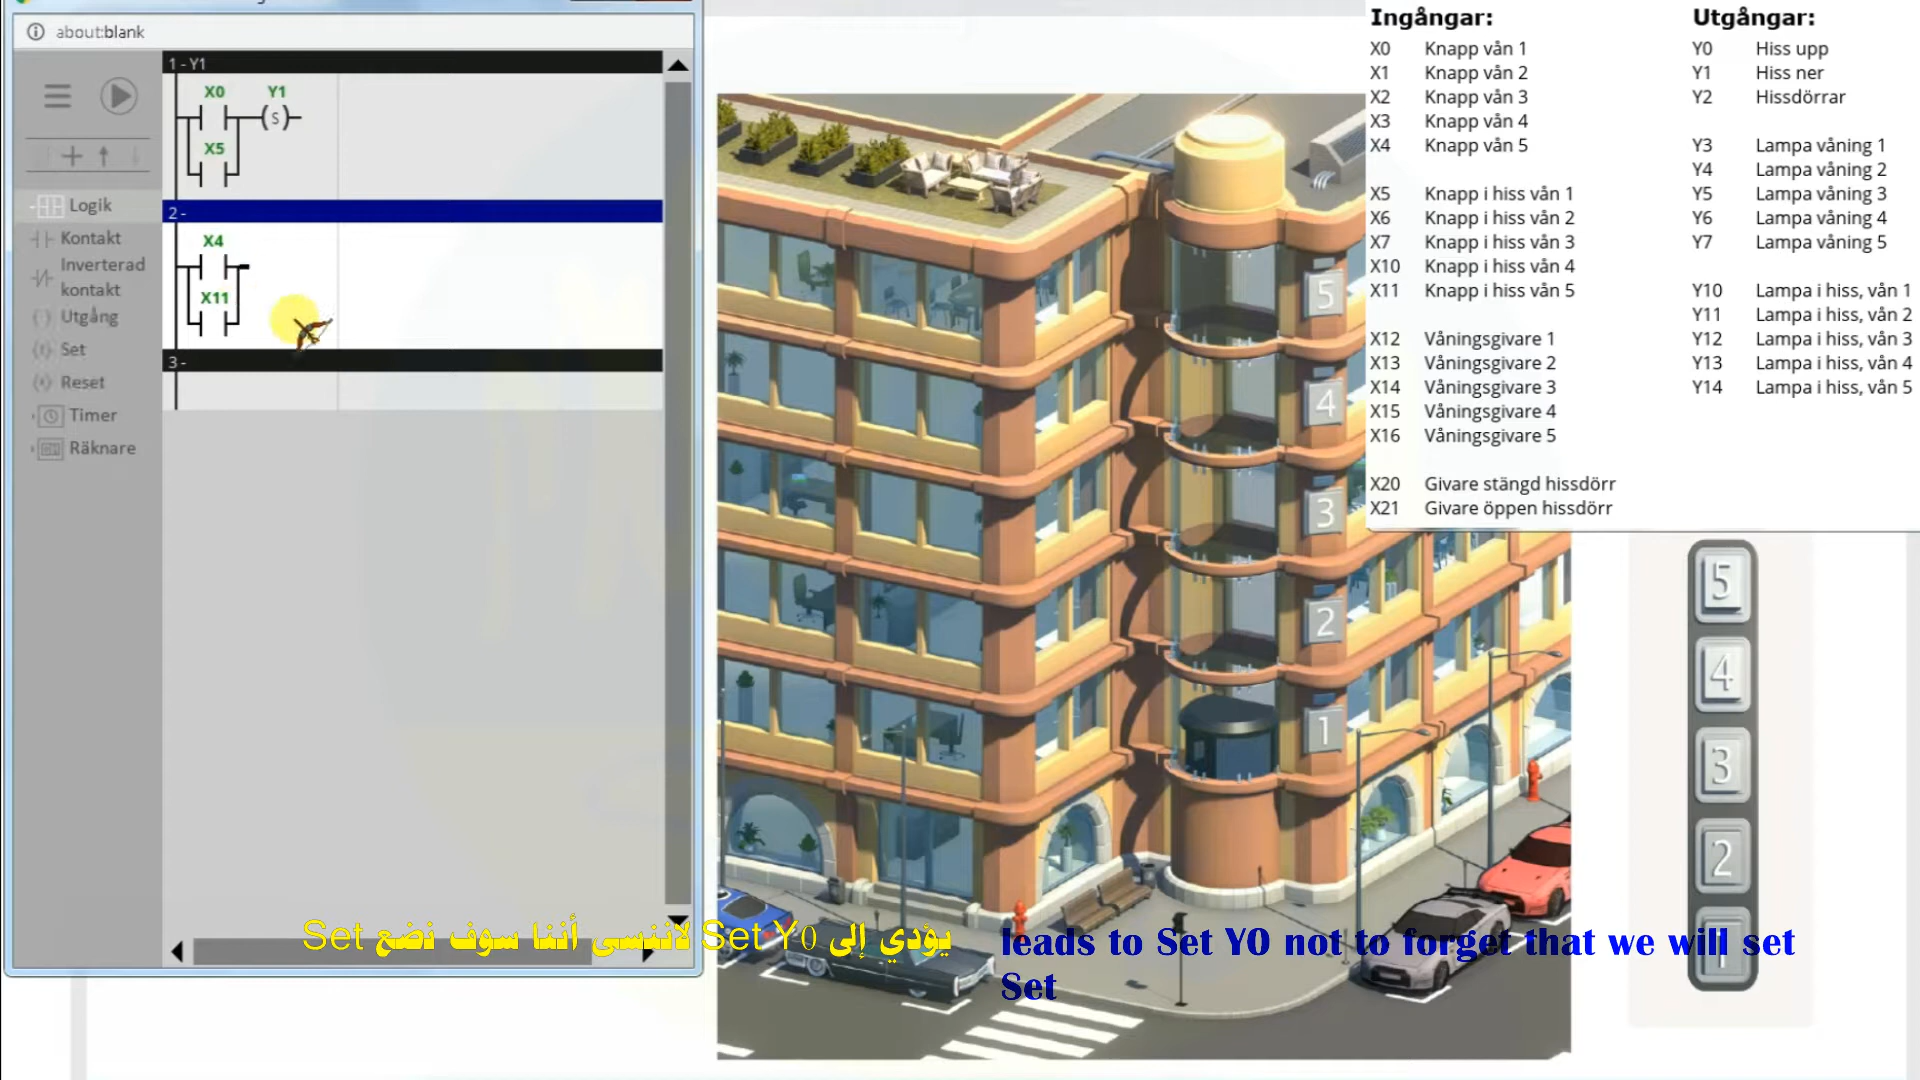 about:blank
1 - Y1
X0 Y1
S
X5
2 -
X4
X11
3 -
Logik
Kontakt
Inverterad
kontakt
Utgång
Set
Reset
Timer
Räknare
Ingångar:
X0 Knapp vån 1
X1 Knapp vån 2
X2 Knapp vån 3
X3 Knapp vån 4
X4 Knapp vån 5
X5 Knapp i hiss vån 1
X6 Knapp i hiss vån 2
X7 Knapp i hiss vån 3
X10 Knapp i hiss vån 4
X11 Knapp i hiss vån 5
X12 Våningsgivare 1
X13 Våningsgivare 2
X14 Våningsgivare 3
X15 Våningsgivare 4
X16 Våningsgivare 5
X20 Givare stängd hissdörr
X21 Givare öppen hissdörr
Utgångar:
Y0 Hiss upp
Y1 Hiss ner
Y2 Hissdörrar
Y3 Lampa våning 1
Y4 Lampa våning 2
Y5 Lampa våning 3
Y6 Lampa våning 4
Y7 Lampa våning 5
Y10 Lampa i hiss, vån 1
Y11 Lampa i hiss, vån 2
Y12 Lampa i hiss, vån 3
Y13 Lampa i hiss, vån 4
Y14 Lampa i hiss, vån 5
5
4
3
2
1
5
4
3
2
1
يؤدي إلى Set Y0 لاننسى أننا سوف نضع Set
leads to Set Y0 not to forget that we will set
Set